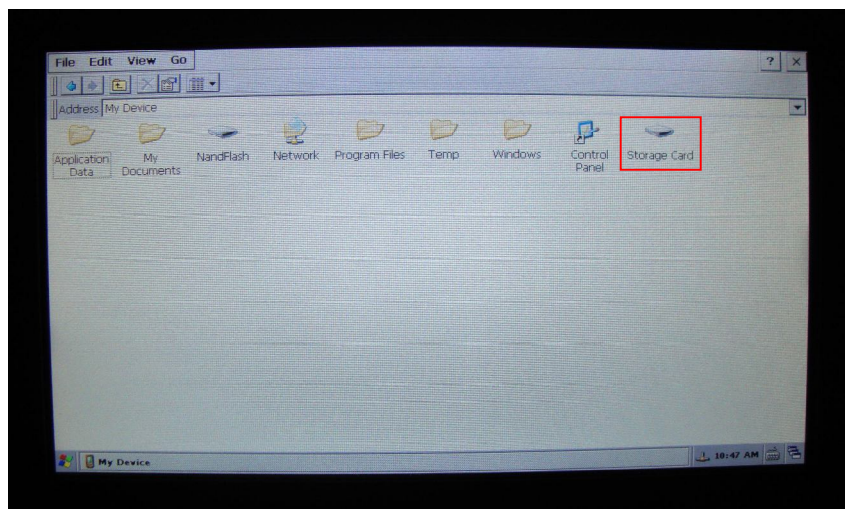 File Edit View Go
?
×
Address My Device
Application Data
My Documents
NandFlash
Network
Program Files
Temp
Windows
Control Panel
Storage Card
My Device
10:47 AM